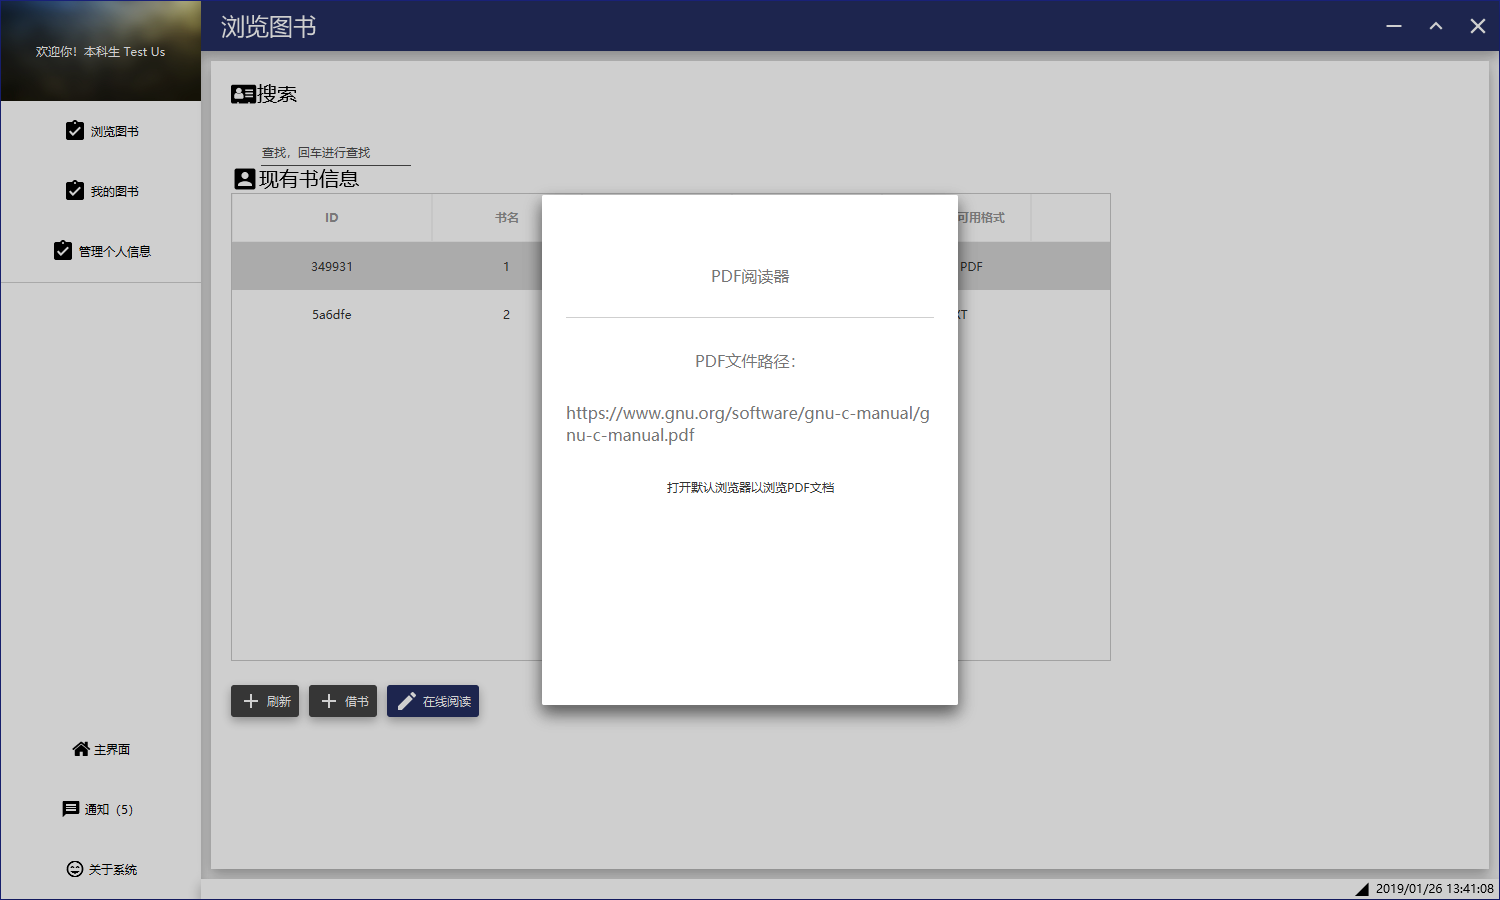 欢迎你！本科生 Test Us
浏览图书
浏览图书
我的图书
管理个人信息
搜索
查找，回车进行查找
现有书信息
ID
书名
可用格式
349931
1
PDF
5a6dfe
2
PDF阅读器
PDF文件路径：
https://www.gnu.org/software/gnu-c-manual/g
nu-c-manual.pdf
打开默认浏览器以浏览PDF文档
刷新
借书
在线阅读
主界面
通知（5）
关于系统
2019/01/26 13:41:08